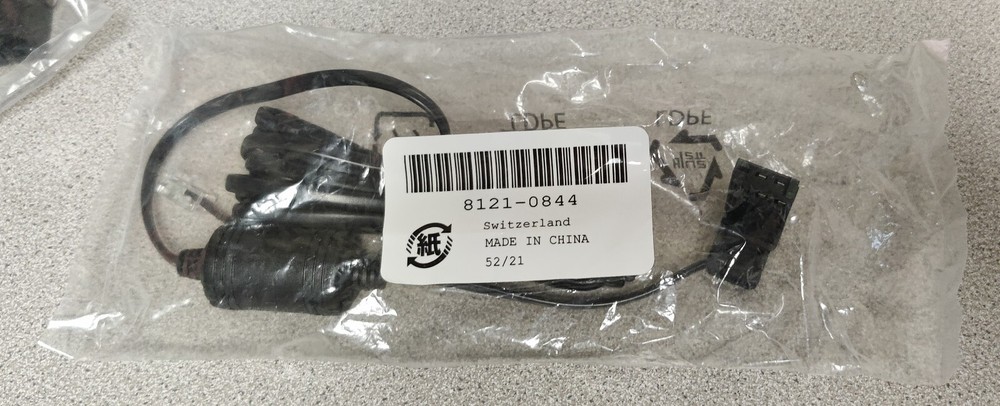 LDPE
LDPE
8121-0844
Switzerland
紙
MADE IN CHINA
52/21